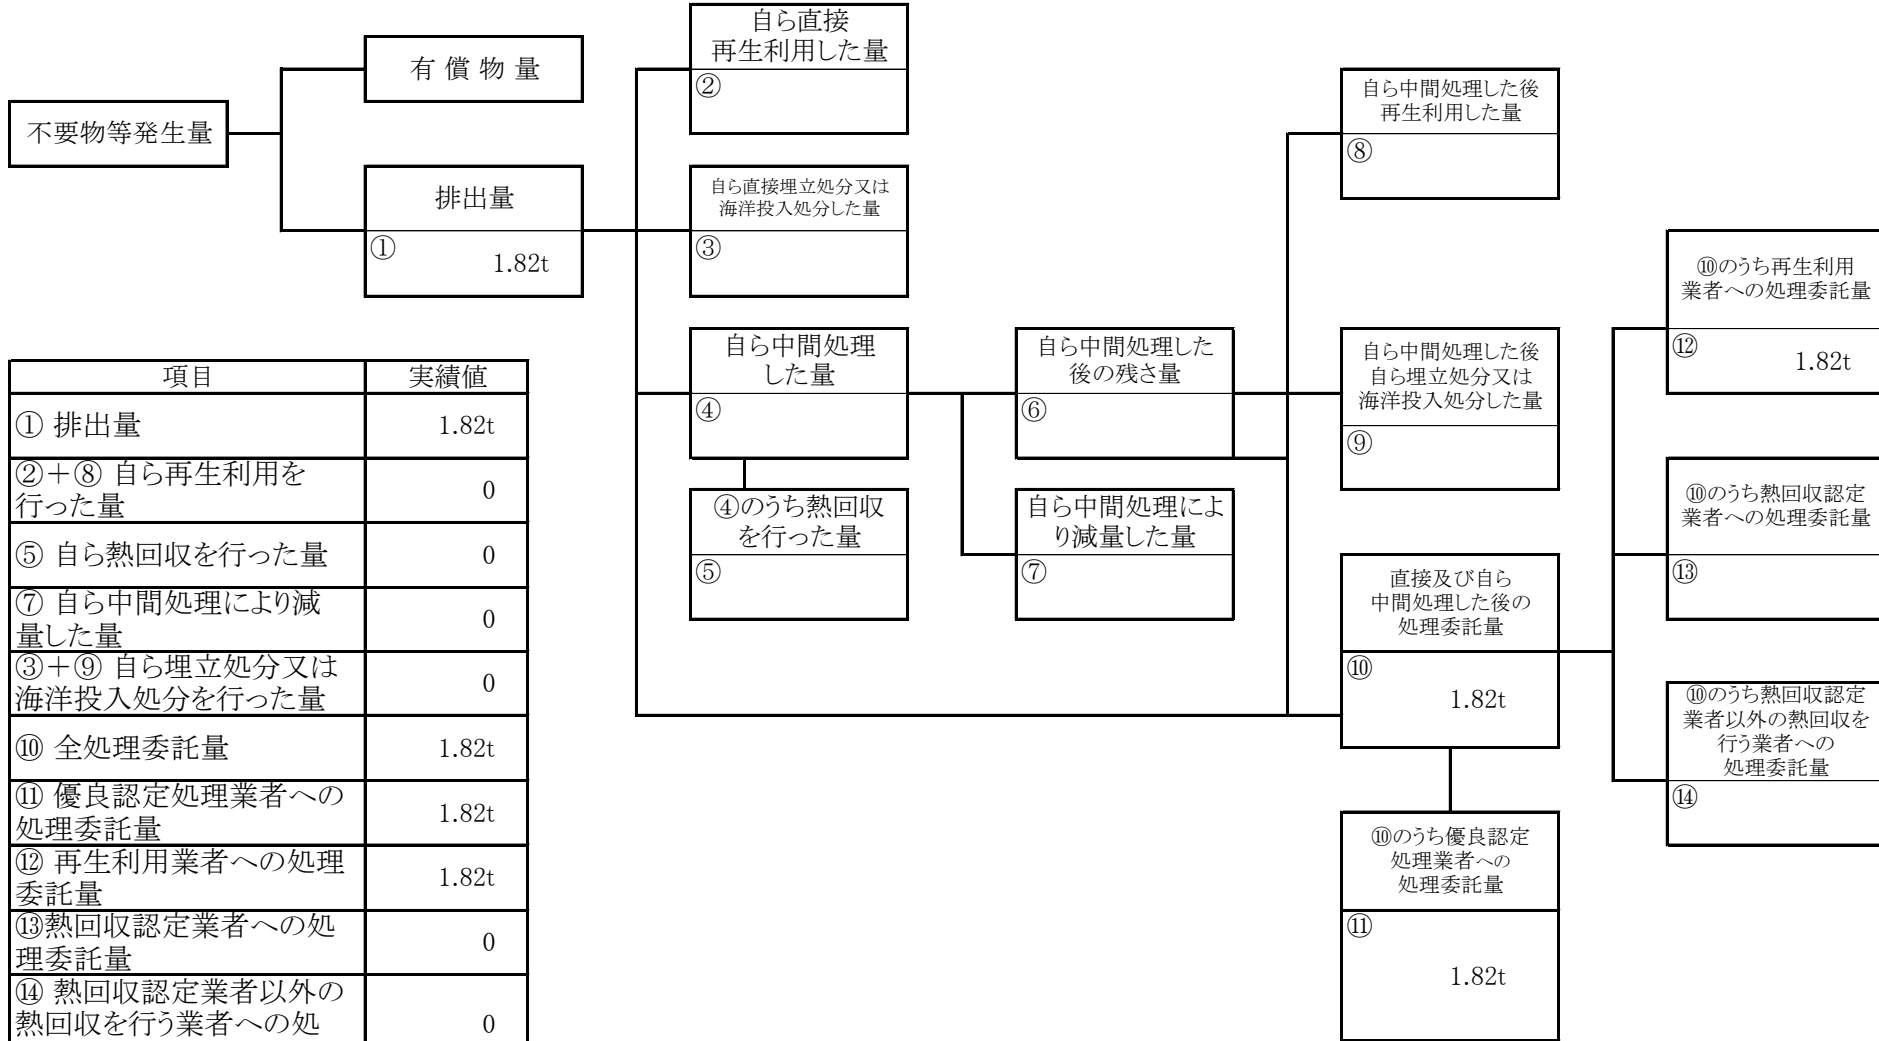 不要物等発生量
有 償 物 量
排出量
①
1.82t
自ら直接
再生利用した量
②
自ら直接埋立処分又は
海洋投入処分した量
③
自ら中間処理
した量
④
④のうち熱回収
を行った量
⑤
自ら中間処理した
後の残さ量
⑥
自ら中間処理によ
り減量した量
⑦
自ら中間処理した後
再生利用した量
⑧
自ら中間処理した後
自ら埋立処分又は
海洋投入処分した量
⑨
直接及び自ら
中間処理した後の
処理委託量
⑩
1.82t
⑩のうち優良認定
処理業者への
処理委託量
⑪
1.82t
⑩のうち再生利用
業者への処理委託量
⑫
1.82t
⑩のうち熱回収認定
業者への処理委託量
⑬
⑩のうち熱回収認定
業者以外の熱回収を
行う業者への
処理委託量
⑭
項目 実績値
① 排出量 1.82t
②＋⑧ 自ら再生利用を
行った量 0
⑤ 自ら熱回収を行った量 0
⑦ 自ら中間処理により減
量した量 0
③＋⑨ 自ら埋立処分又は
海洋投入処分を行った量 0
⑩ 全処理委託量 1.82t
⑪ 優良認定処理業者への
処理委託量 1.82t
⑫ 再生利用業者への処理
委託量 1.82t
⑬熱回収認定業者への処
理委託量 0
⑭ 熱回収認定業者以外の
熱回収を行う業者への処 0